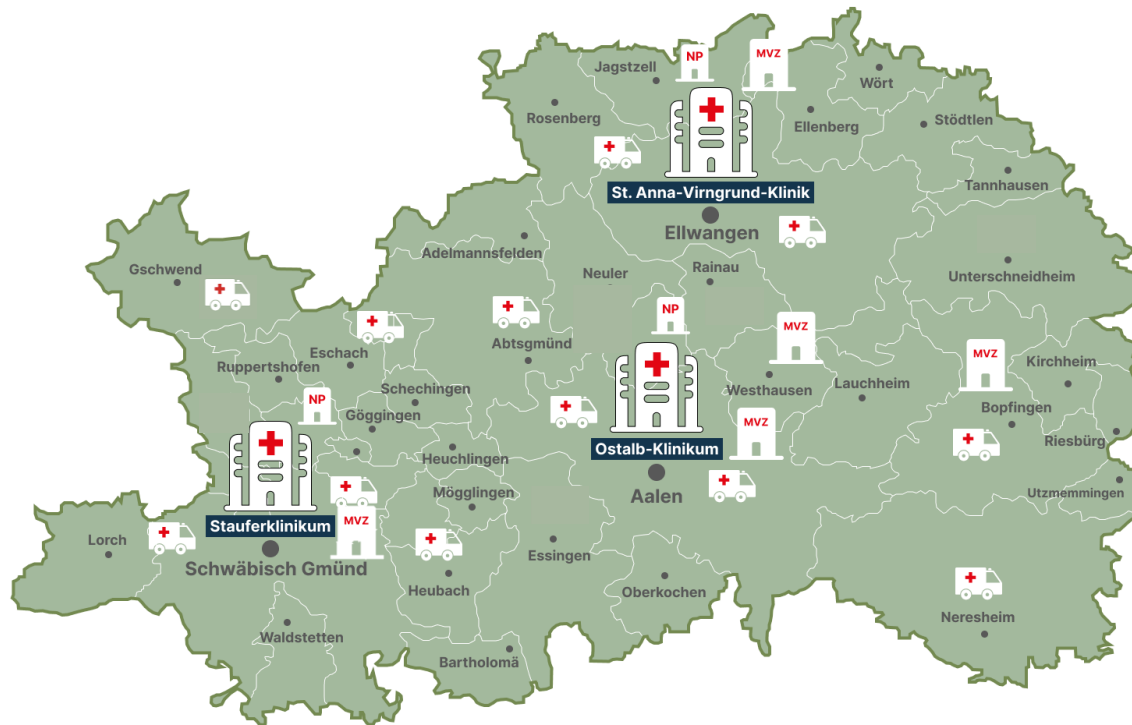 NP
MVZ
Jagstzell
Wört
Rosenberg
Ellenberg
Stödtlen
Tannhausen
St. Anna-Virngrund-Klinik
Ellwangen
Adelmannsfelden
Gschwend
Neuler
Rainau
Unterschneidheim
NP
MVZ
Abtsgmünd
Eschach
Ruppertshofen
MVZ
Kirchheim
Schechingen
Westhausen
Lauchheim
NP
Göggingen
MVZ
Bopfingen
Riesbürg
Ostalb-Klinikum
Heuchlingen
Aalen
Mögglingen
Utzmemmingen
Stauferklinikum
MVZ
Lorch
Schwäbisch Gmünd
Essingen
Heubach
Oberkochen
Neresheim
Waldstetten
Bartholomä